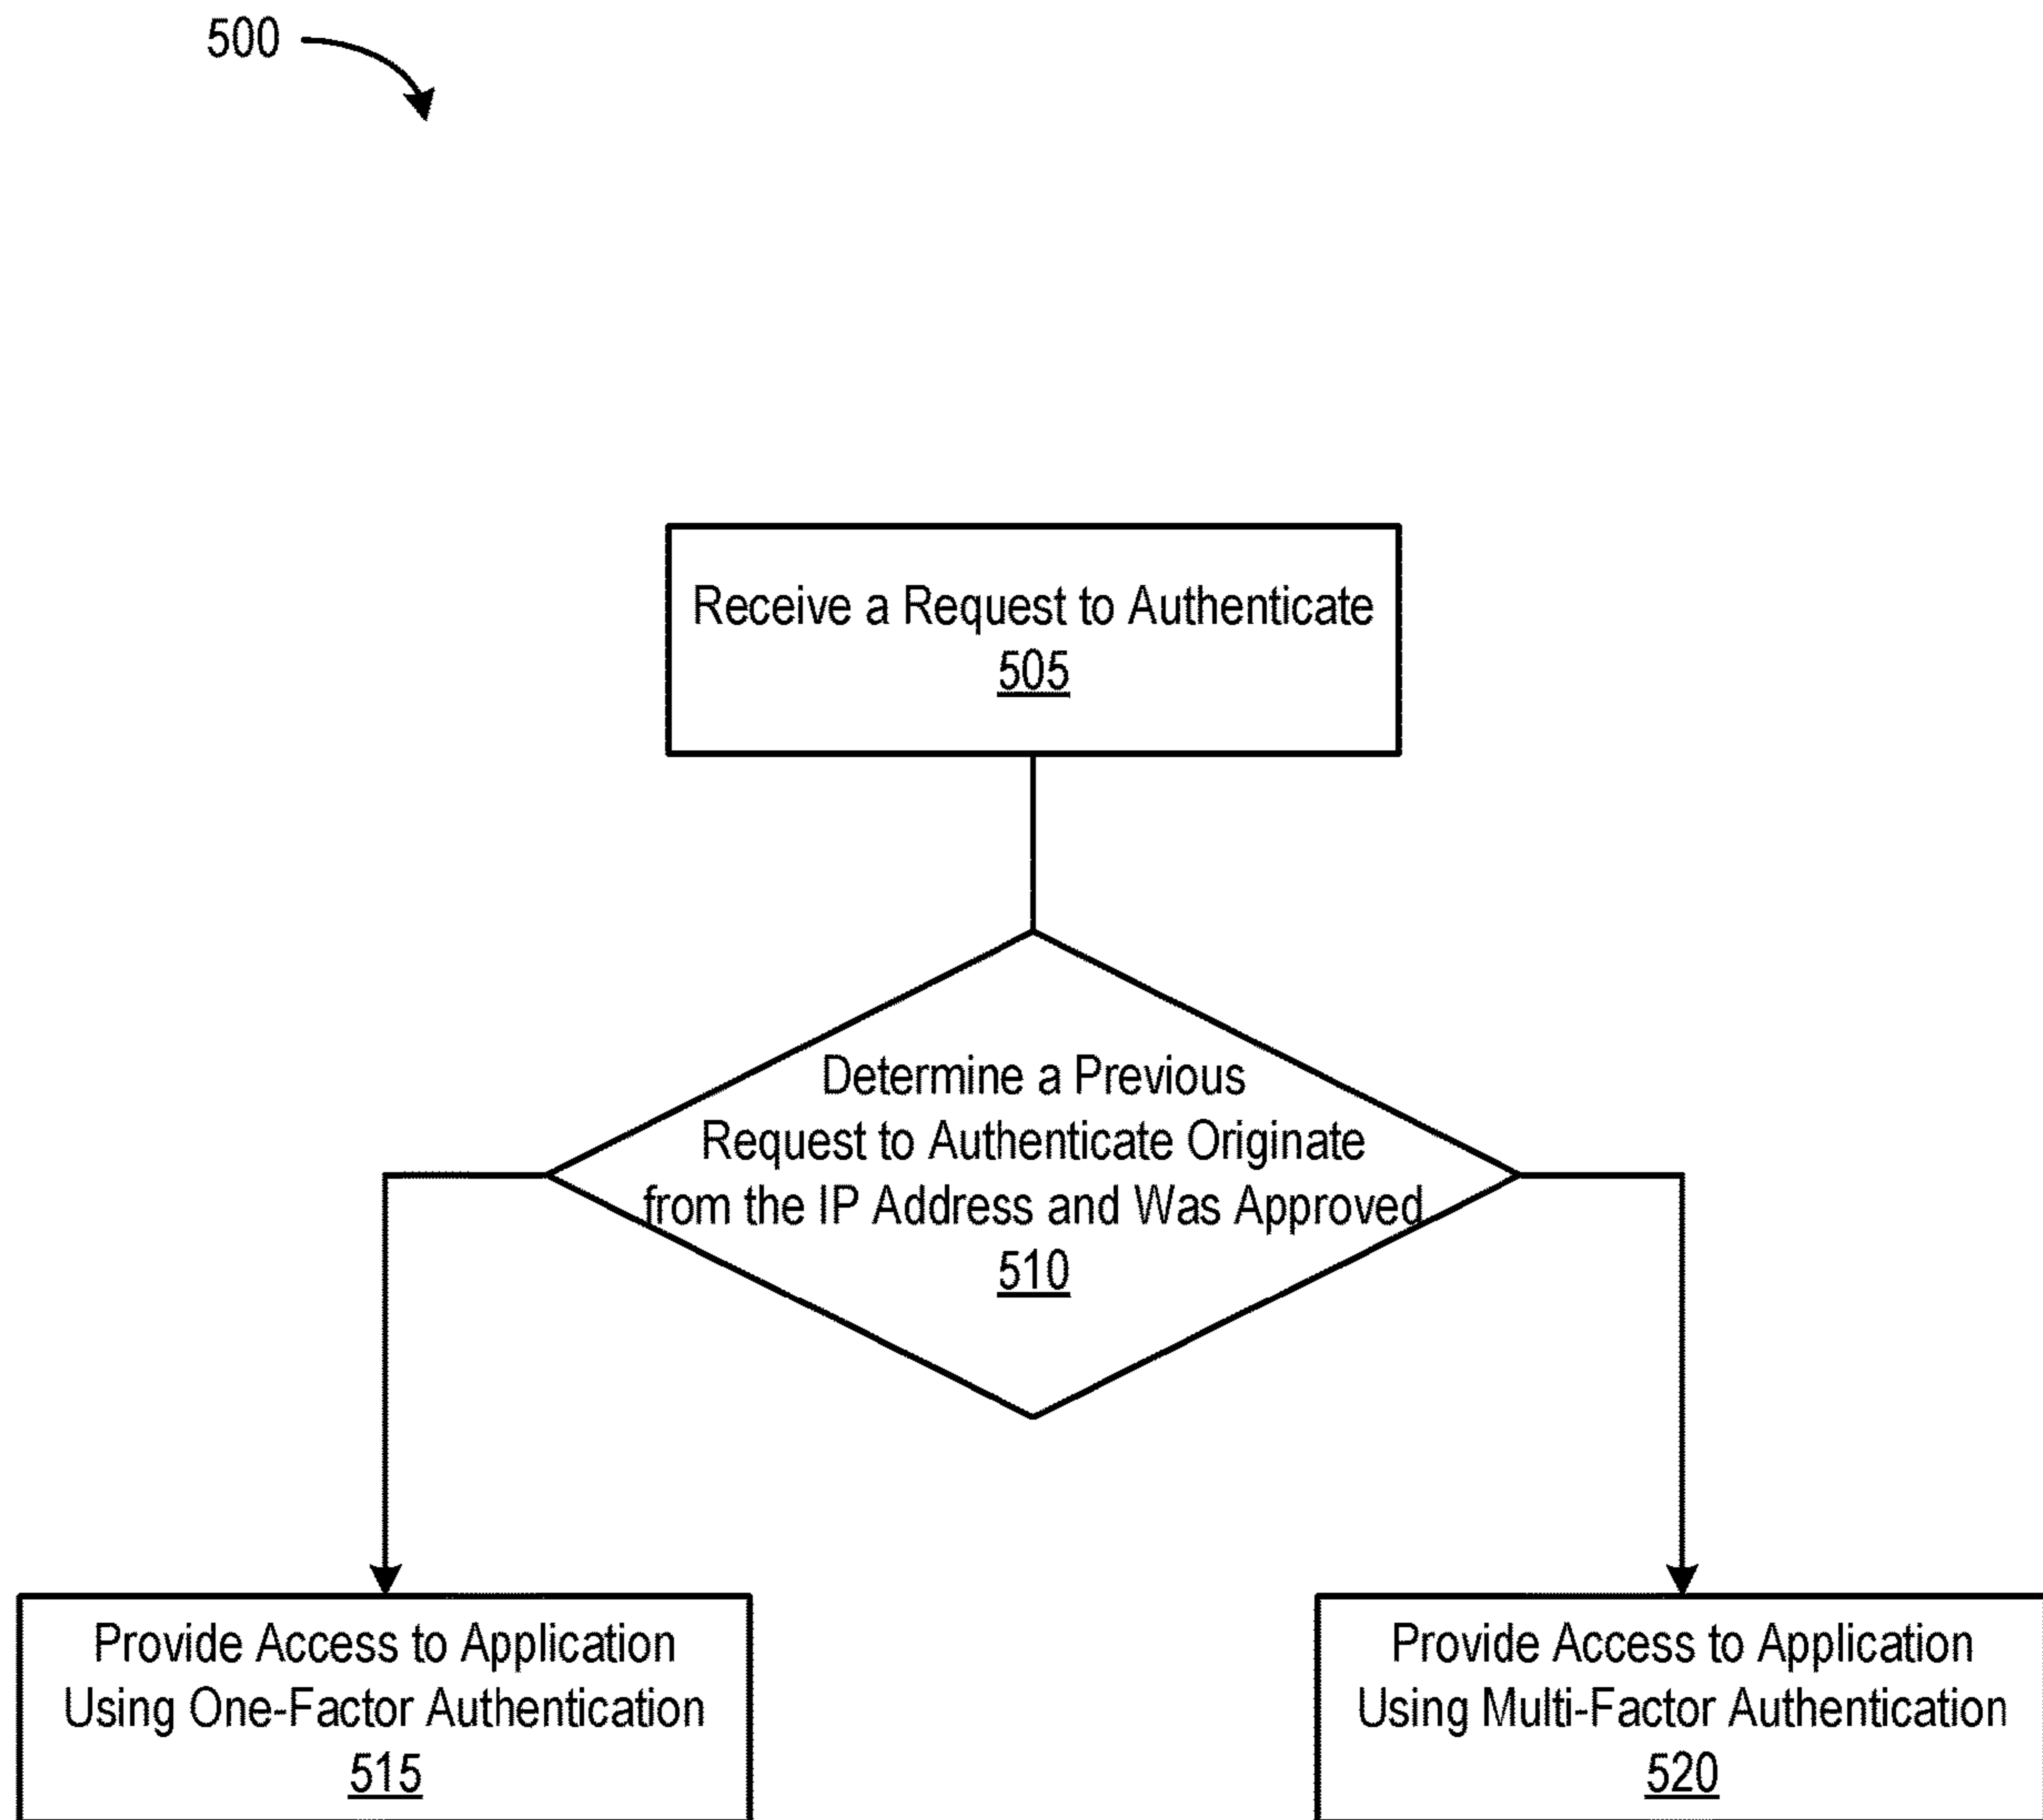 500
Receive a Request to Authenticate
505
Determine a Previous
Request to Authenticate Originate
from the IP Address and Was Approved
510
Provide Access to Application
Using One-Factor Authentication
515
Provide Access to Application
Using Multi-Factor Authentication
520